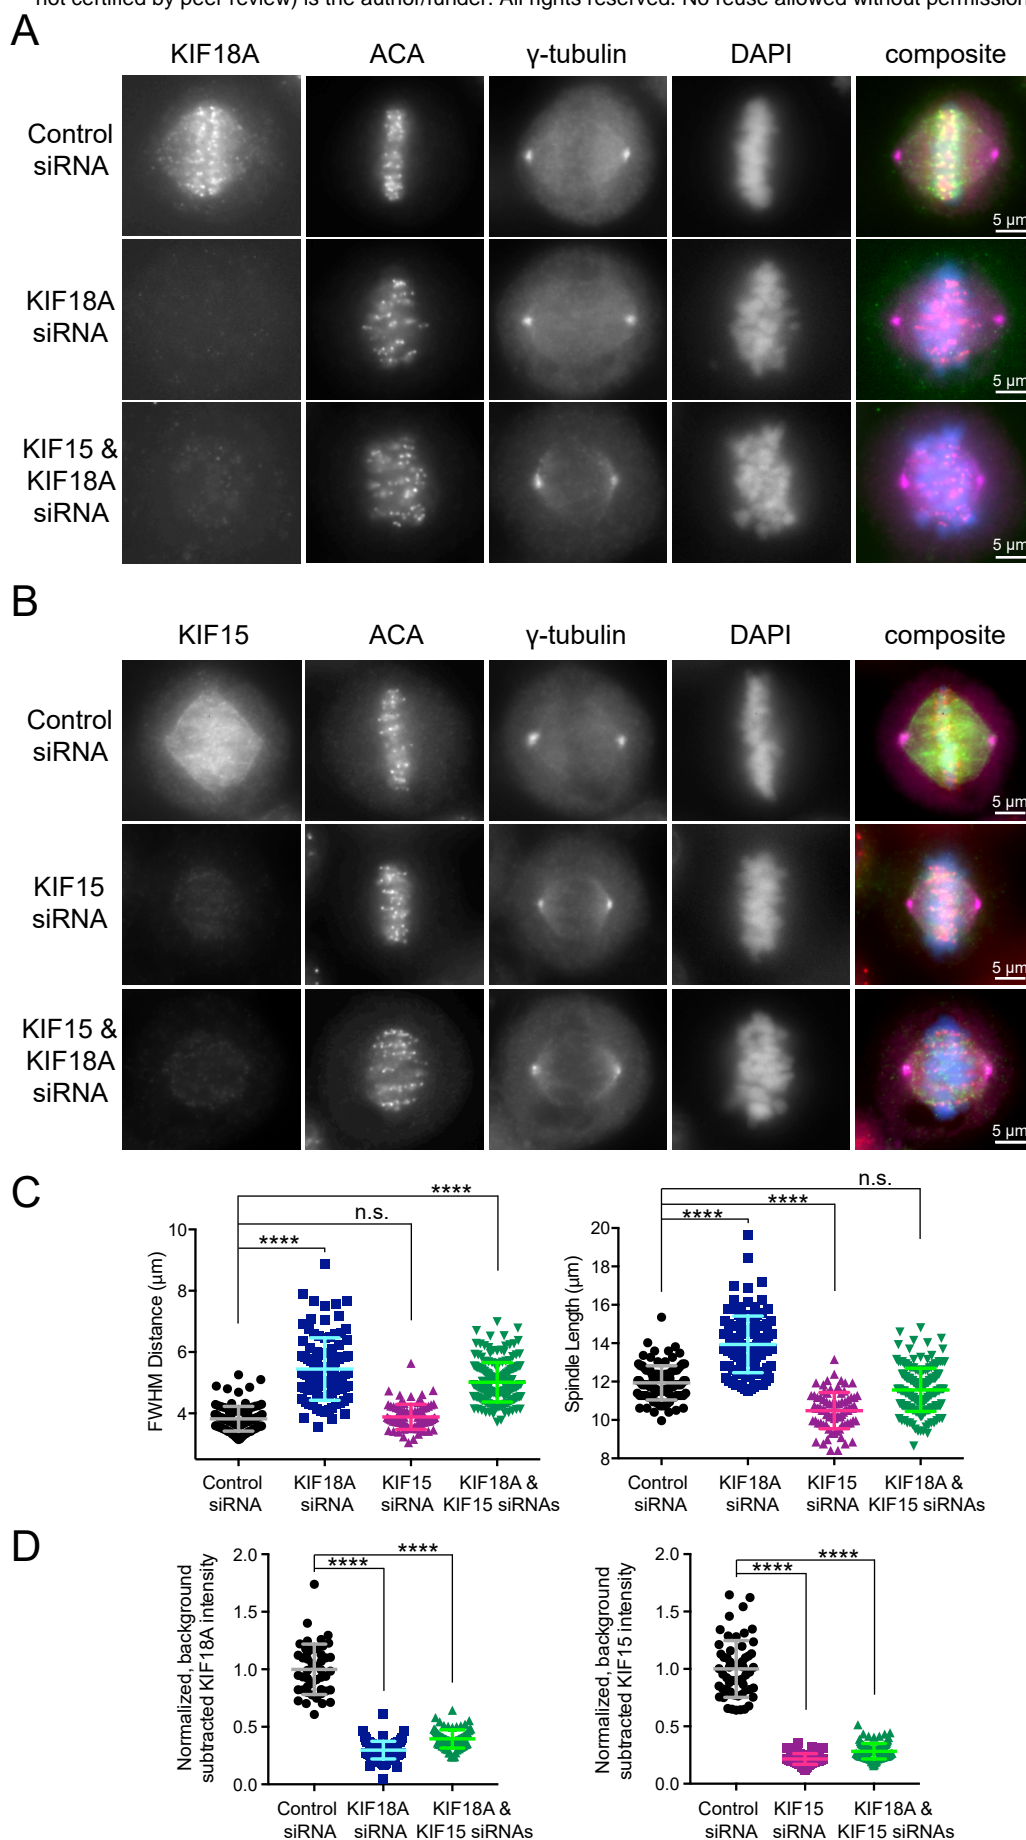 not certified by peer review) is the author/funder. All rights reserved. No reuse allowed without permission
A
KIF18A ACA γ-tubulin DAPI composite
Control
siRNA
5 µm
KIF18A
siRNA
5 µm
KIF15 &
KIF18A
siRNA
5 µm
B
KIF15 ACA γ-tubulin DAPI composite
Control
siRNA
5 µm
KIF15
siRNA
5 µm
KIF15 &
KIF18A
siRNA
5 µm
C
****
n.s.
****
FWHM Distance (µm)
10
8
6
4
Control
siRNA
KIF18A
siRNA
KIF15
siRNA
KIF18A &
KIF15 siRNAs
n.s.
****
****
Spindle Length (µm)
20
18
16
14
12
10
8
Control
siRNA
KIF18A
siRNA
KIF15
siRNA
KIF18A &
KIF15 siRNAs
D
****
****
Normalized, background
subtracted KIF18A intensity
2.0
1.5
1.0
0.5
0.0
Control
siRNA
KIF18A
siRNA
KIF18A &
KIF15 siRNAs
****
****
Normalized, background
subtracted KIF15 intensity
2.0
1.5
1.0
0.5
0.0
Control
siRNA
KIF15
siRNA
KIF18A &
KIF15 siRNAs